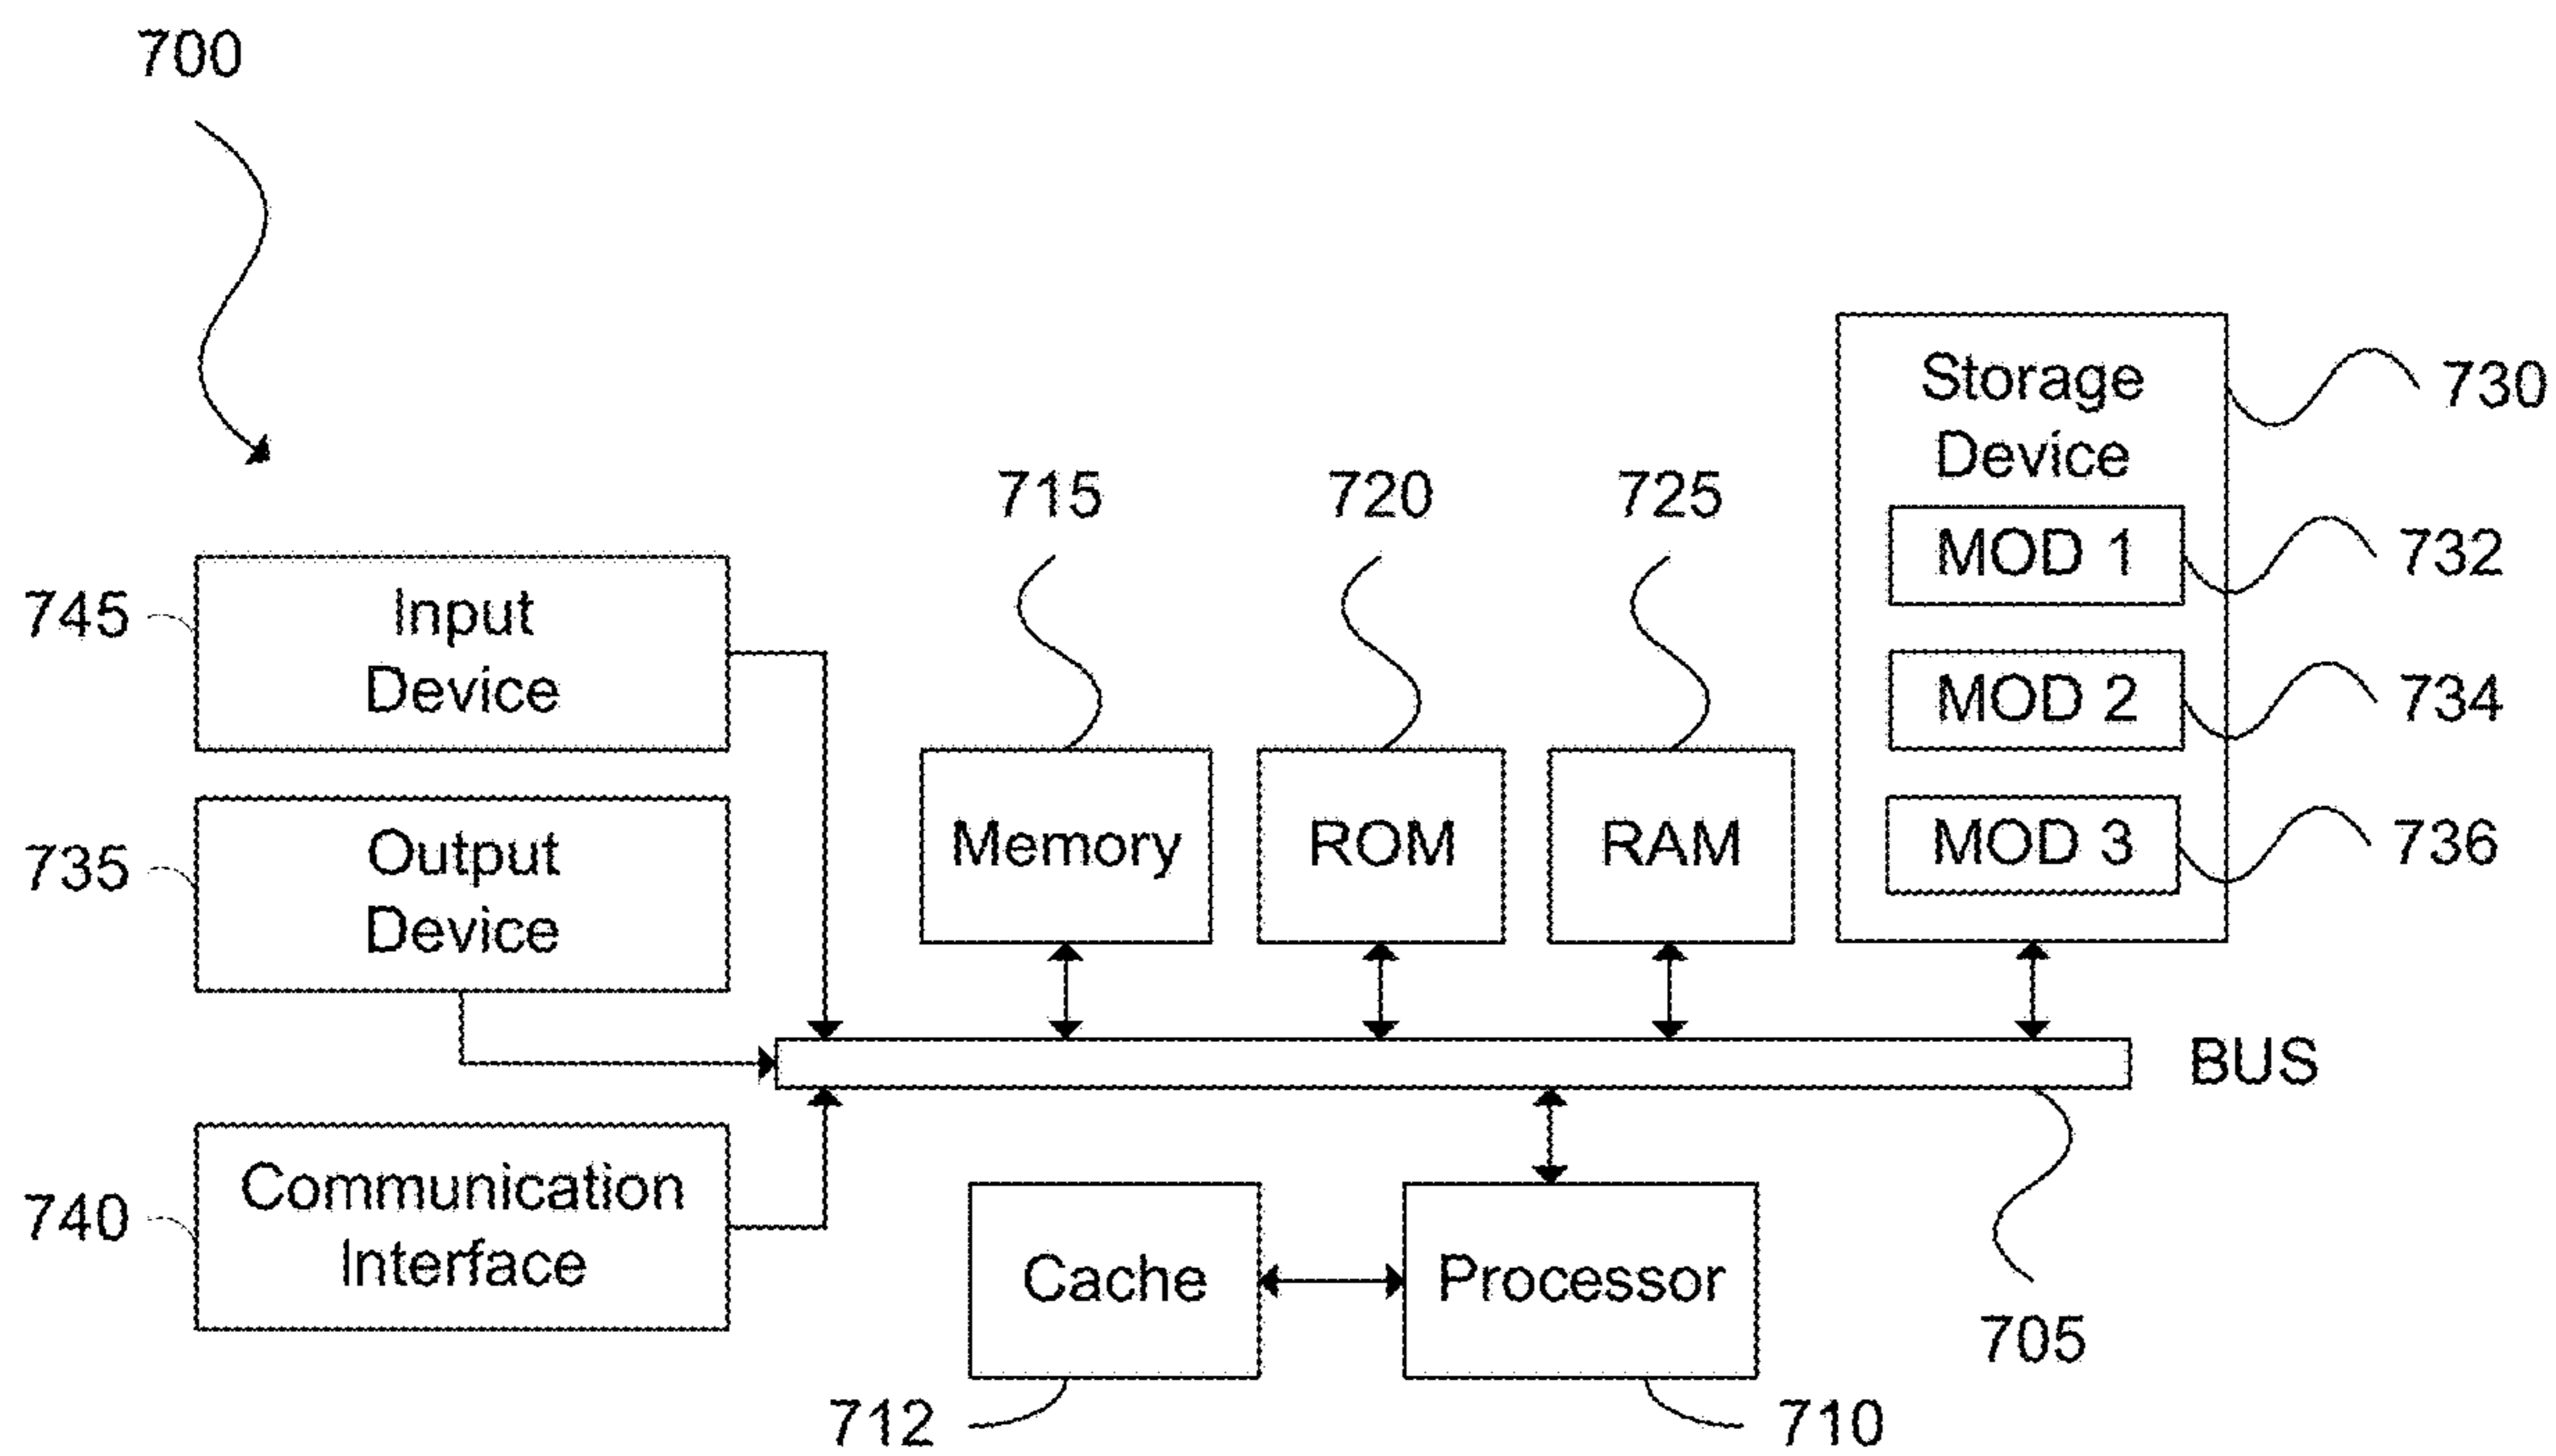 700
730
Storage
Device
715
720
725
MOD 1
732
745
Input
Device
MOD 2
734
Memory
ROM
RAM
MOD 3
736
735
Output
Device
BUS
740
Communication
Interface
Cache
Processor
705
712
710